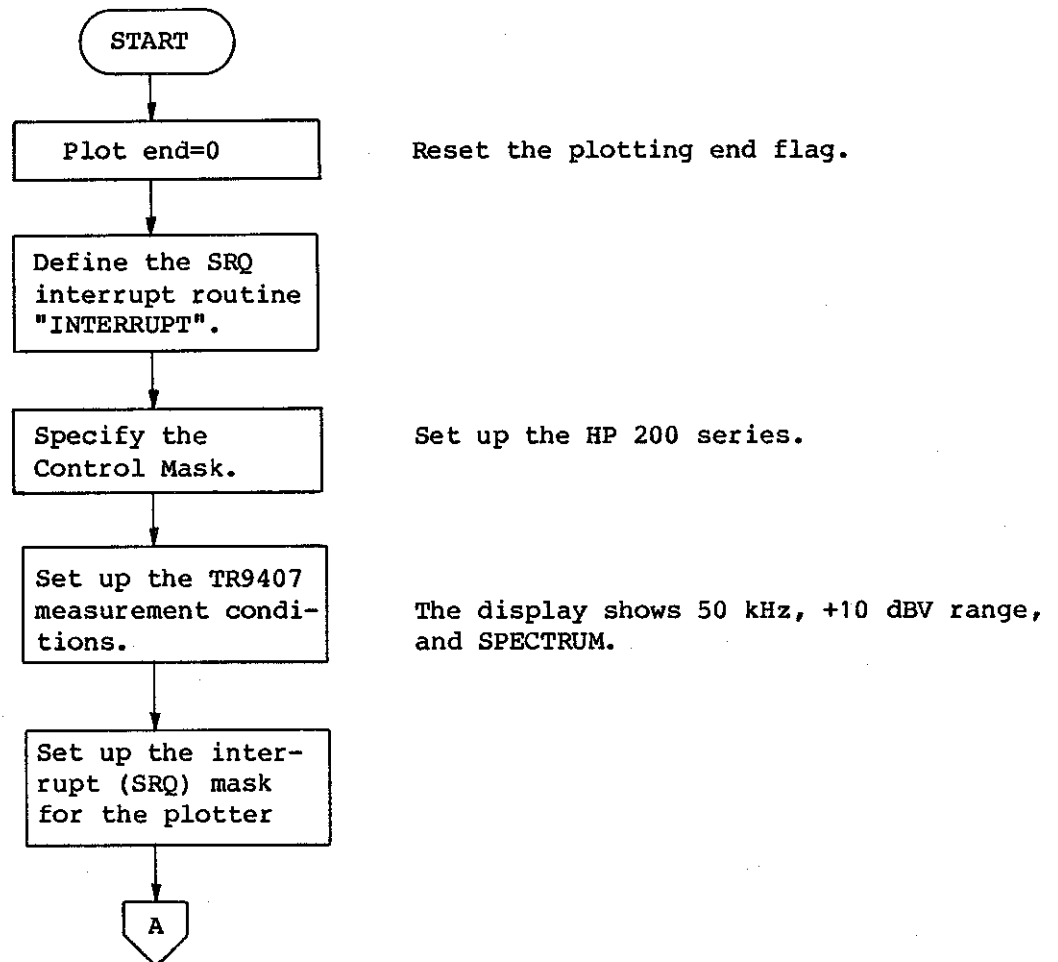 START
Plot end=0
Reset the plotting end flag.
Define the SRQ
interrupt routine
"INTERRUPT".
Specify the
Control Mask.
Set up the HP 200 series.
Set up the TR9407
measurement condi-
tions.
The display shows 50 kHz, +10 dBV range,
and SPECTRUM.
Set up the inter-
rupt (SRQ) mask
for the plotter
A